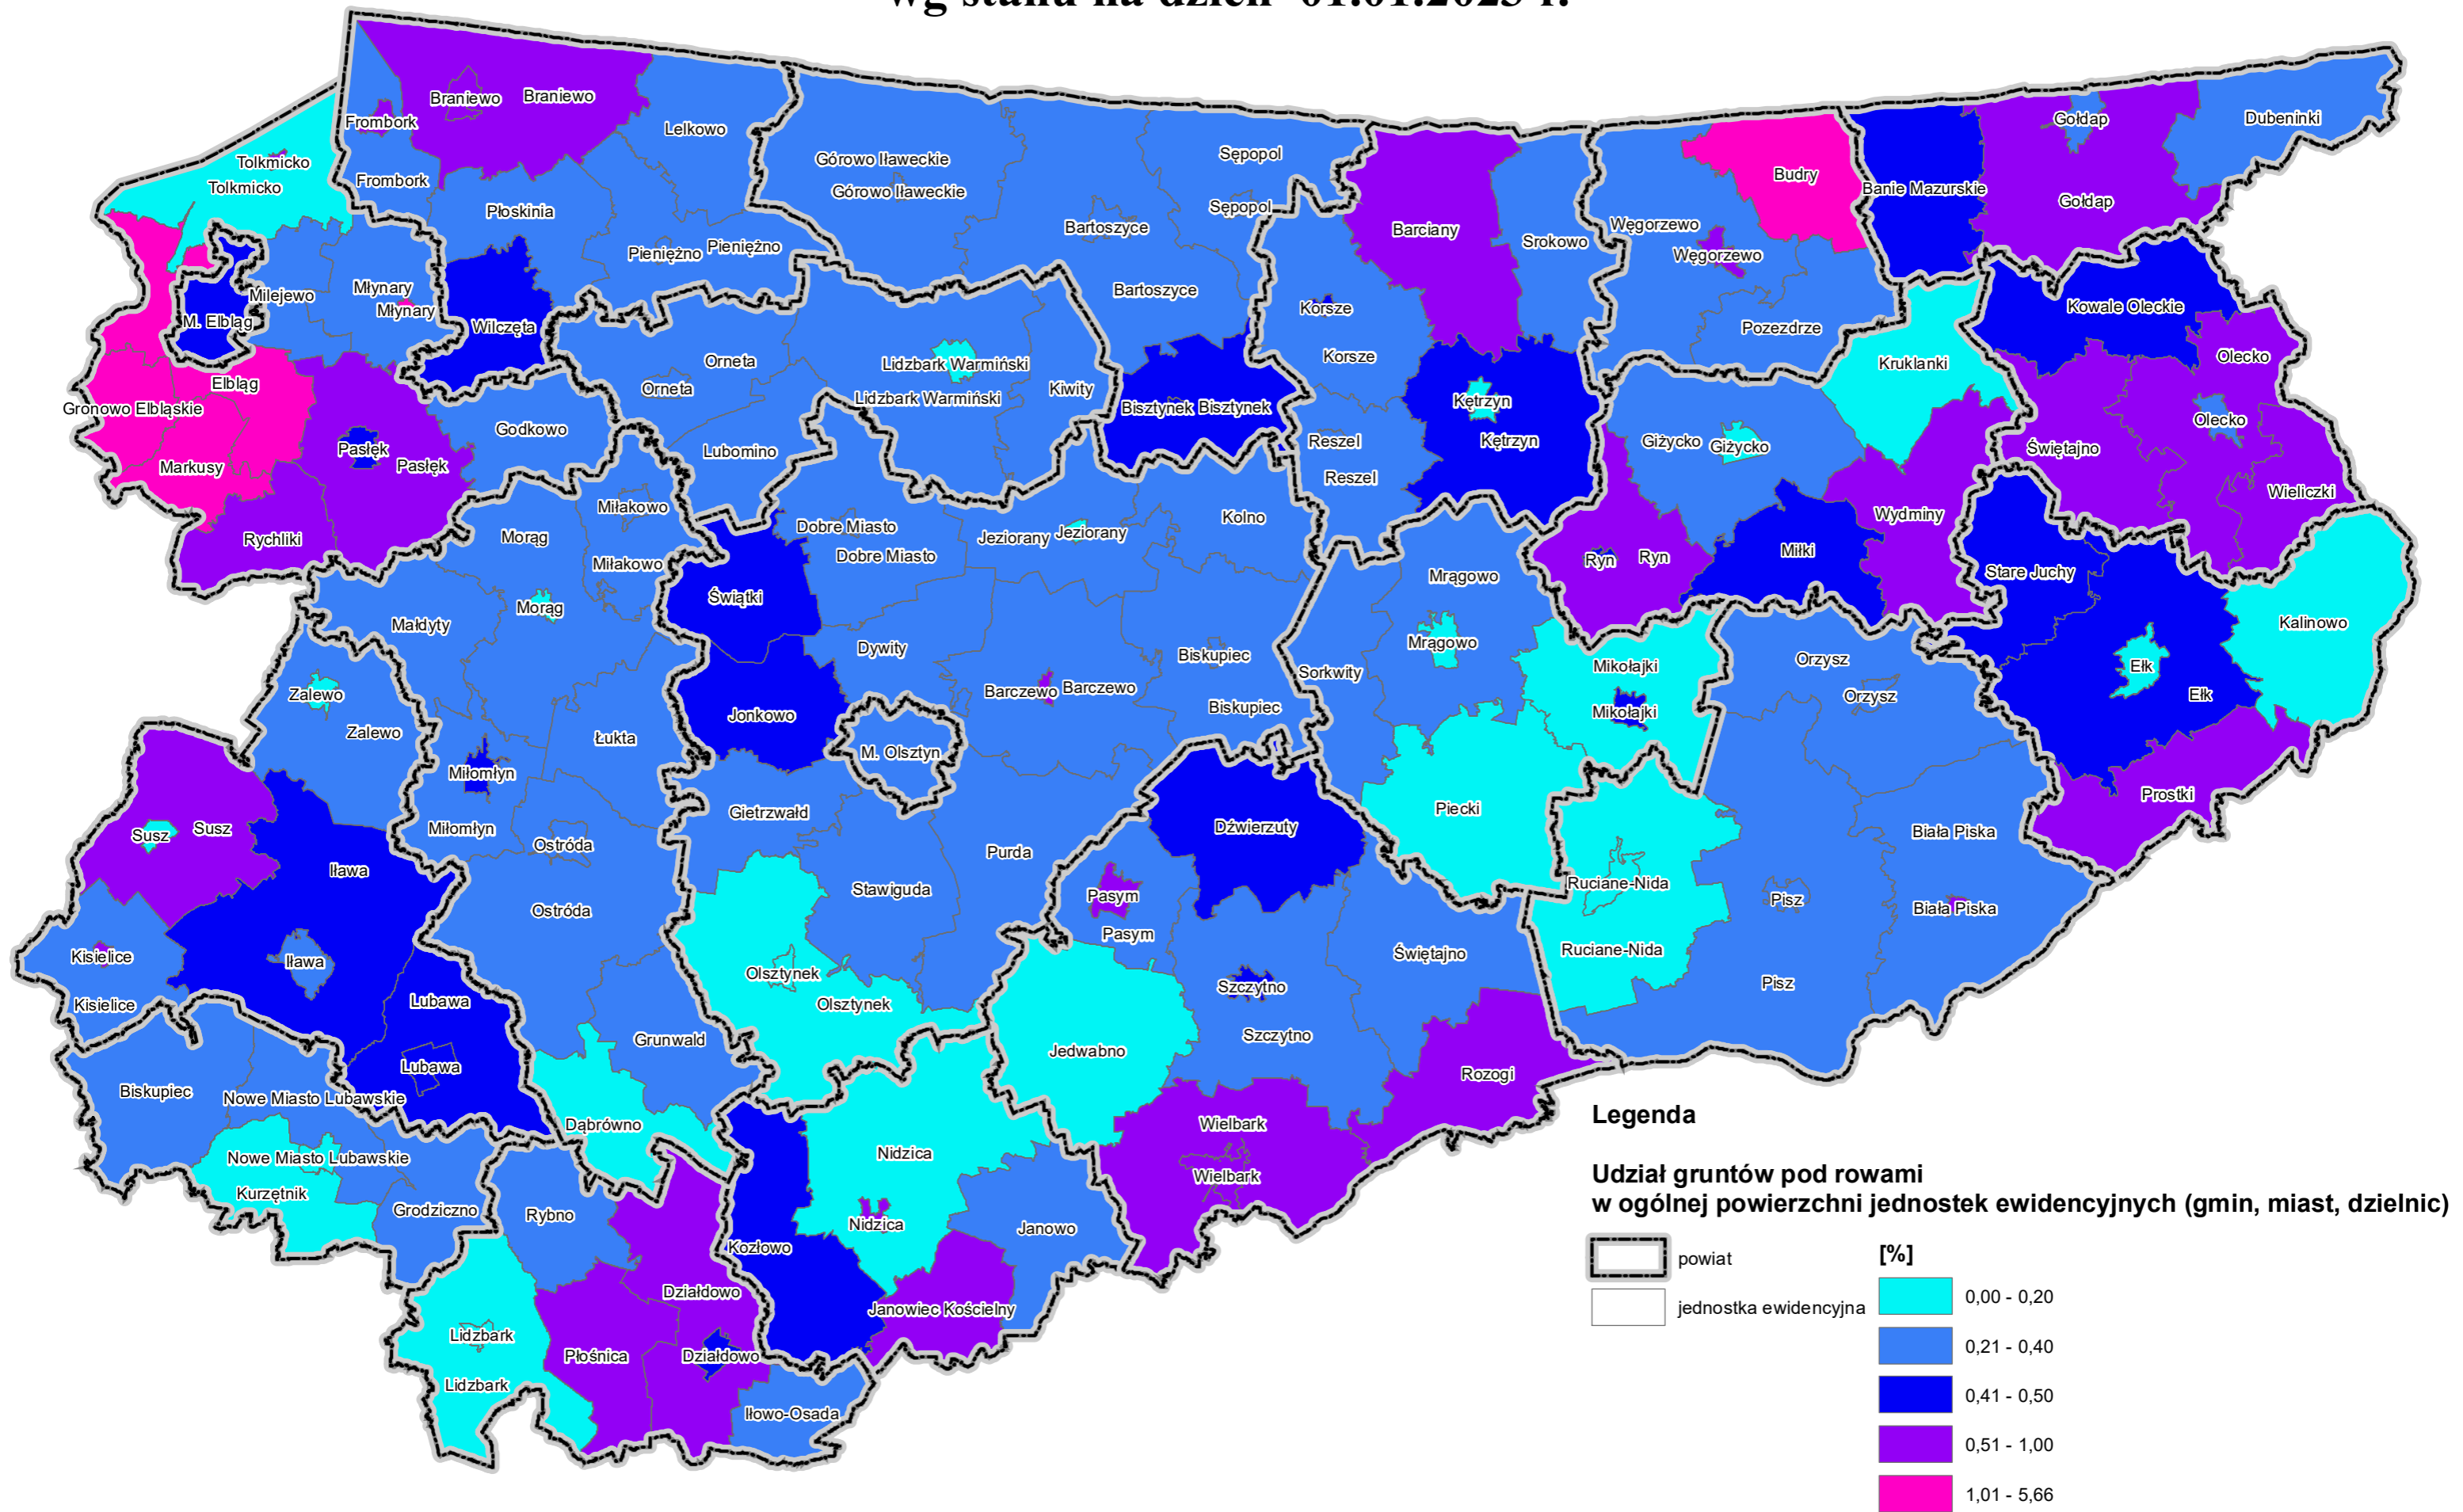 wg stanu na dzień 01.01.2023 r.
Braniewo
Braniewo
Frombork
Lelkowo
Gołdap
Dubeninki
Tolkmicko
Tolkmicko
Frombork
Górowo Iławeckie
Górowo Iławeckie
Sępopol
Sępopol
Budry
Banie Mazurskie
Gołdap
Płoskinia
Bartoszyce
Barciany
Srokowo
Węgorzewo
Węgorzewo
Pieniężno
Pieniężno
Milejewo
Młynary
Młynary
Bartoszyce
Korsze
Pozezdrze
Kowale Oleckie
M. Elbląg
Wilczęta
Orneta
Orneta
Lidzbark Warmiński
Lidzbark Warmiński
Kiwity
Korsze
Kruklanki
Olecko
Olecko
Elbląg
Gronowo Elbląskie
Godkowo
Bisztynek
Bisztynek
Kętrzyn
Kętrzyn
Giżycko
Giżycko
Świętajno
Markusy
Pasłęk
Pasłęk
Lubomino
Reszel
Reszel
Wieliczki
Rychliki
Morąg
Miłakowo
Miłakowo
Dobre Miasto
Dobre Miasto
Jeziorany
Jeziorany
Kolno
Wydminy
Ryn
Ryn
Miłki
Stare Juchy
Mrągowo
Mrągowo
Świątki
Morąg
Małdyty
Kalinowo
Dywity
Biskupiec
Biskupiec
Sorkwity
Mikołajki
Mikołajki
Orzysz
Orzysz
Ełk
Ełk
Zalewo
Zalewo
Jonkowo
Barczewo
Barczewo
Łukta
M. Olsztyn
Miłomłyn
Miłomłyn
Prostki
Susz
Susz
Gietrzwałd
Dźwierzuty
Piecki
Biała Piska
Biała Piska
Iława
Ostróda
Ostróda
Purda
Stawiguda
Pasym
Pasym
Ruciane-Nida
Ruciane-Nida
Pisz
Pisz
Kisielice
Kisielice
Iława
Olsztynek
Olsztynek
Świętajno
Szczytno
Szczytno
Lubawa
Lubawa
Grunwald
Jedwabno
Rozogi
Biskupiec
Nowe Miasto Lubawskie
Nowe Miasto Lubawskie
Dąbrówno
Wielbark
Wielbark
Nidzica
Nidzica
Kurzętnik
Grodziczno
Rybno
Janowo
Kozłowo
Działdowo
Działdowo
Janowiec Kościelny
Lidzbark
Lidzbark
Płośnica
Iłowo-Osada
Legenda
Udział gruntów pod rowami
w ogólnej powierzchni jednostek ewidencyjnych (gmin, miast, dzielnic)
powiat
jednostka ewidencyjna
[%]
0,00 - 0,20
0,21 - 0,40
0,41 - 0,50
0,51 - 1,00
1,01 - 5,66